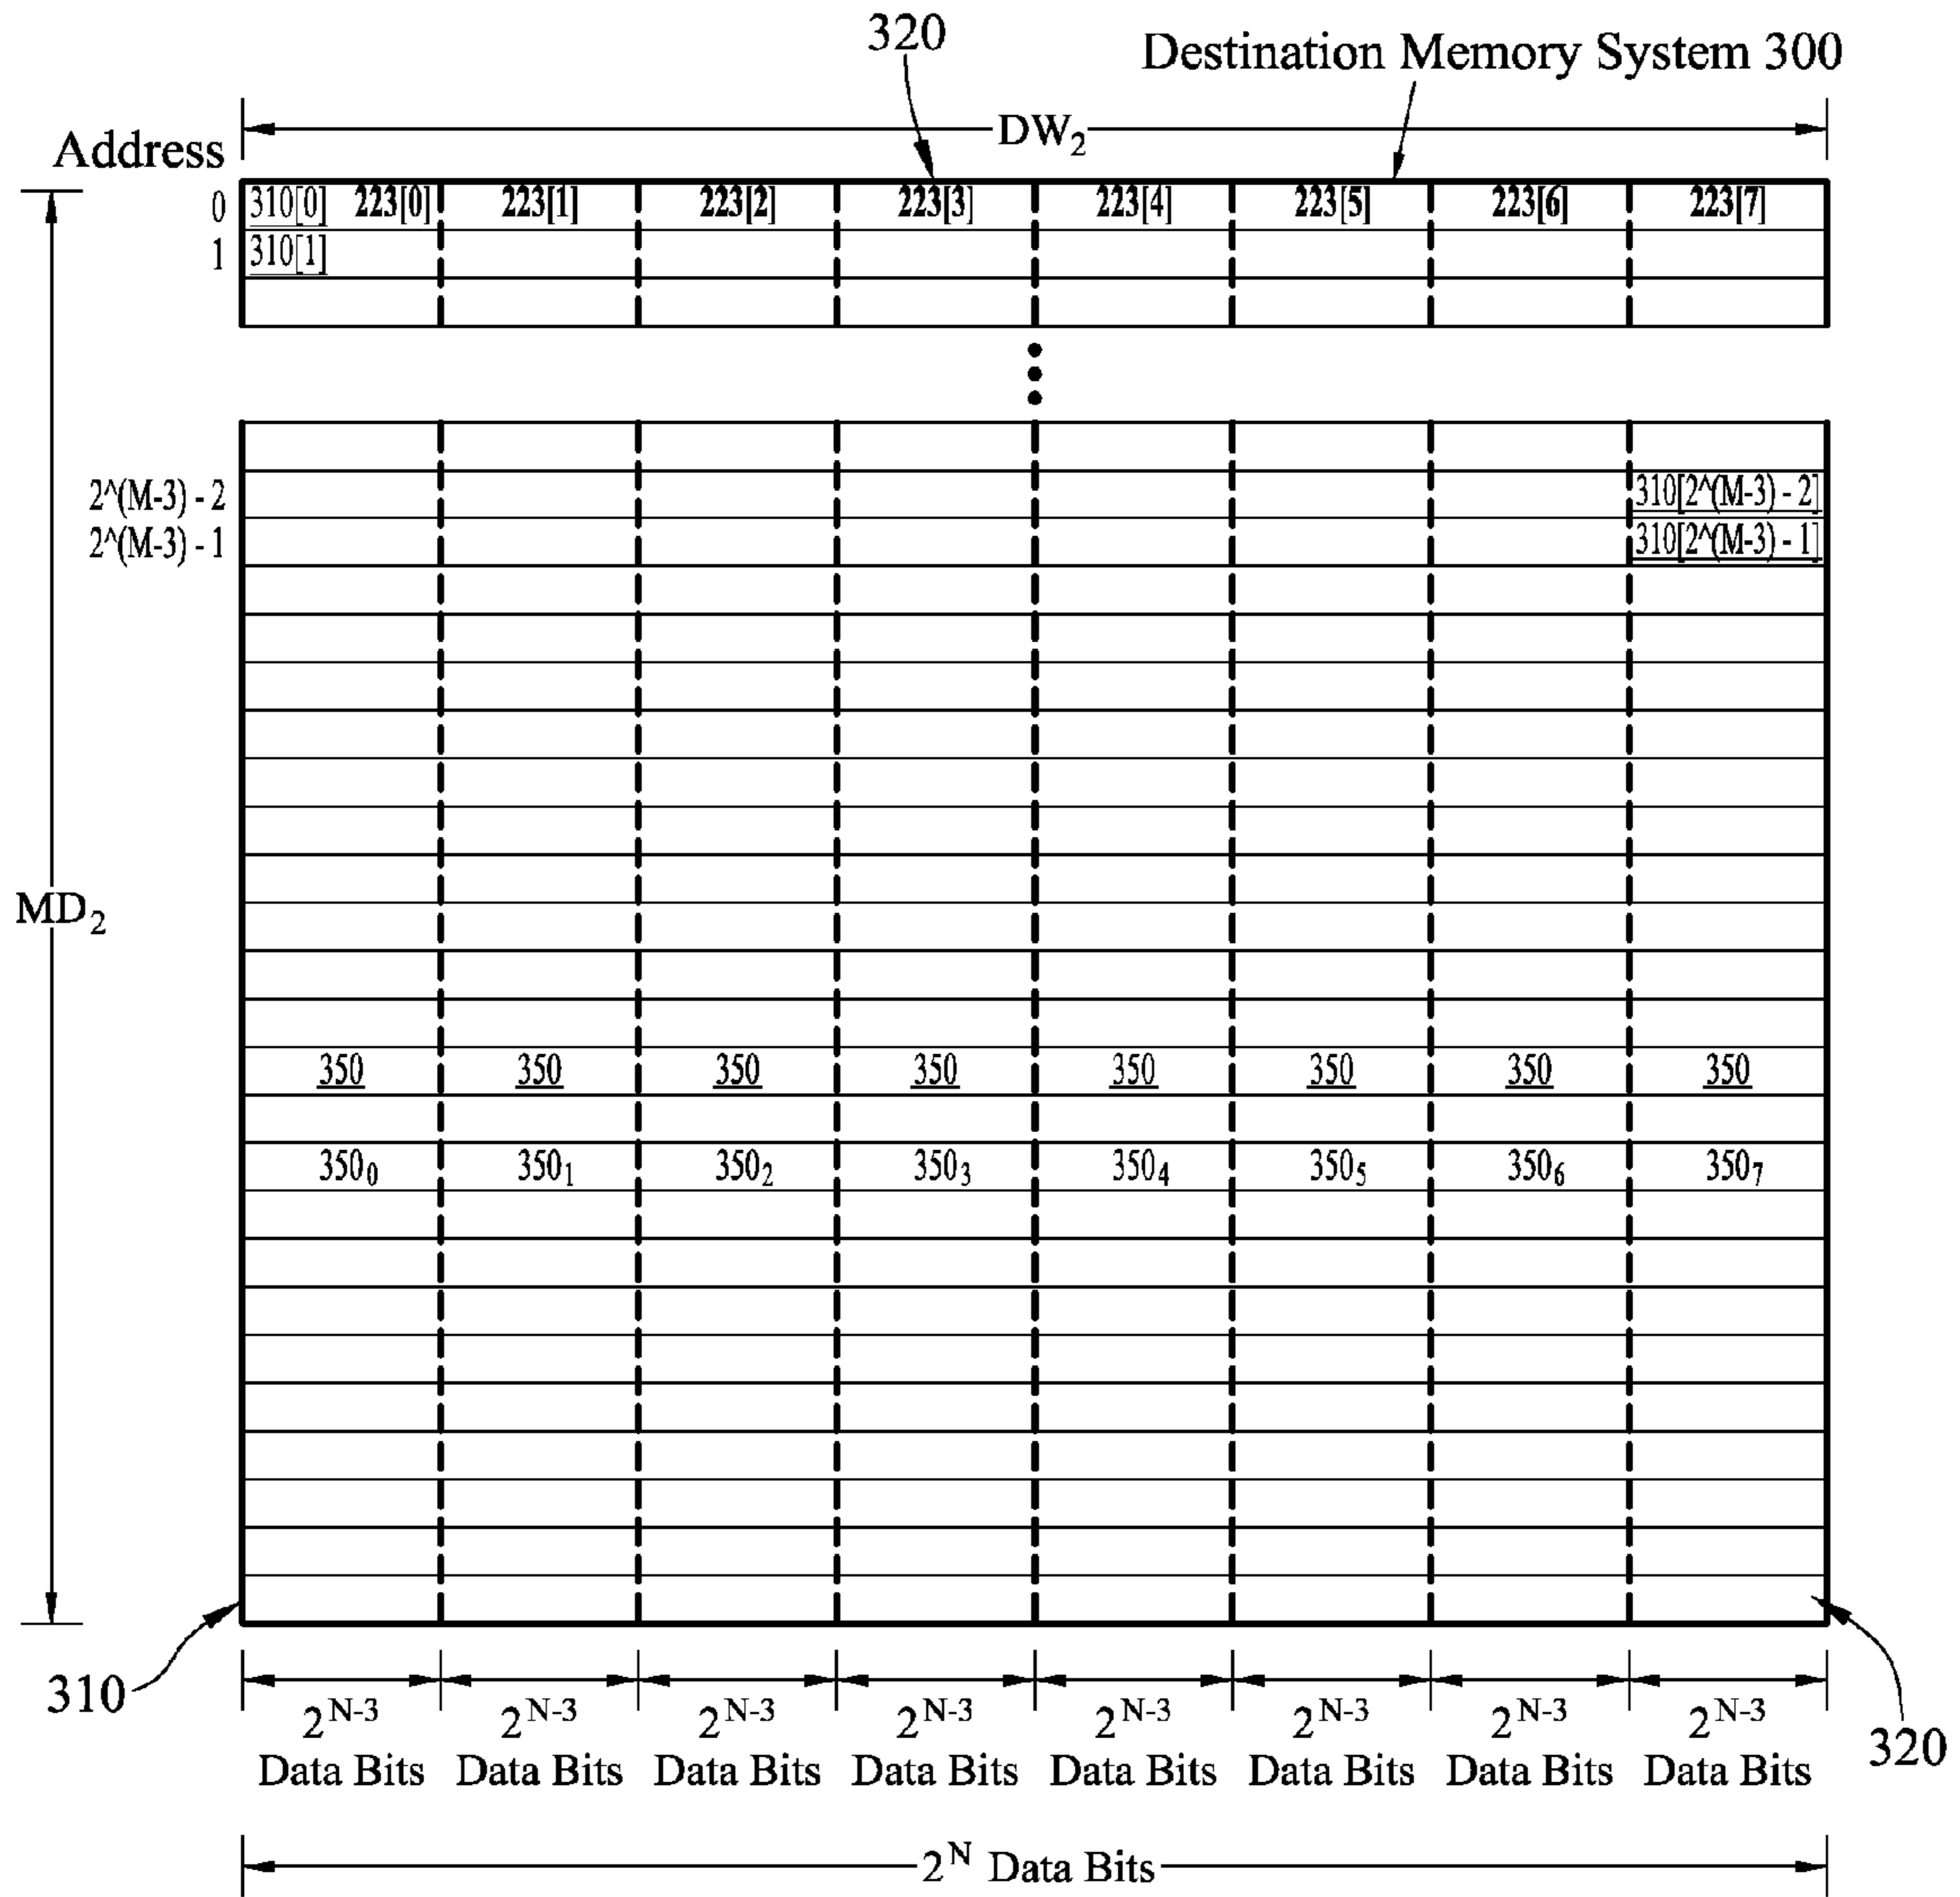 320
Destination Memory System 300
DW₂
Address
0 310[0] 223[0] 223[1] 223[2] 223[3] 223[4] 223[5] 223[6] 223[7]
1 310[1]
2^(M-3) - 2 310[2^(M-3) - 2]
2^(M-3) - 1 310[2^(M-3) - 1]
MD₂
350 350 350 350 350 350 350 350
350₀ 350₁ 350₂ 350₃ 350₄ 350₅ 350₆ 350₇
310
2ᴺ⁻³ 2ᴺ⁻³ 2ᴺ⁻³ 2ᴺ⁻³ 2ᴺ⁻³ 2ᴺ⁻³ 2ᴺ⁻³ 2ᴺ⁻³
320
Data Bits Data Bits Data Bits Data Bits Data Bits Data Bits Data Bits Data Bits
2ᴺ Data Bits